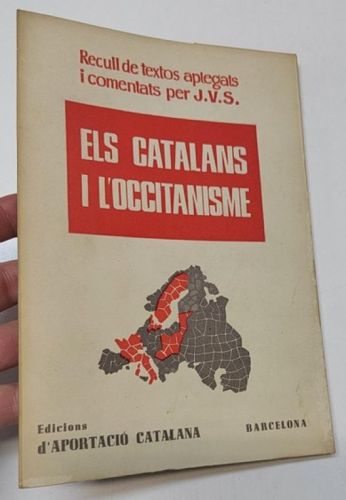 Recull de textos aplegats
i comentats per J.V.S.
ELS CATALANS
I L'OCCITANISME
Edicions
d'APORTACIÓ CATALANA
BARCELONA